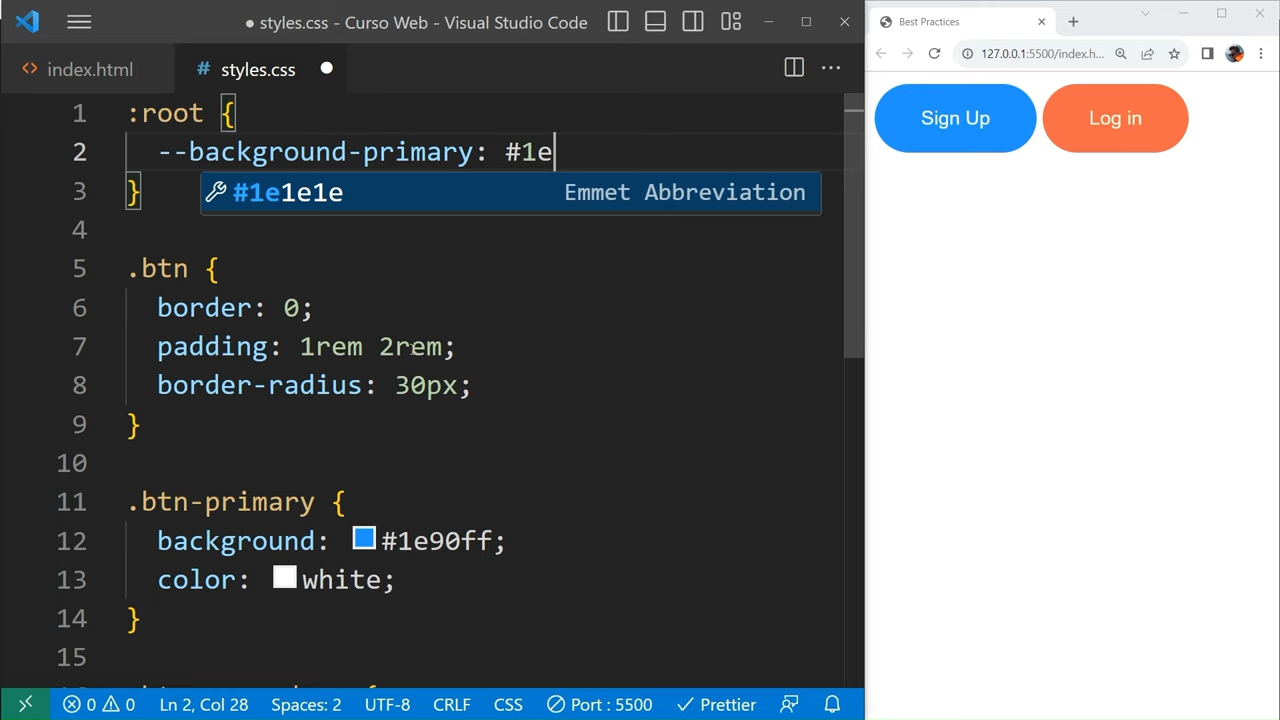 styles.css - Curso Web - Visual Studio Code
index.html
# styles.css
1 :root {
2 --background-primary: #1e
3 }
#1e1e1e Emmet Abbreviation
4
5 .btn {
6 border: 0;
7 padding: 1rem 2rem;
8 border-radius: 30px;
9 }
10
11 .btn-primary {
12 background: #1e90ff;
13 color: white;
14 }
15
0 0 Ln 2, Col 28 Spaces: 2 UTF-8 CRLF CSS Port : 5500 Prettier
Best Practices
127.0.0.1:5500/index.h...
Sign Up
Log in